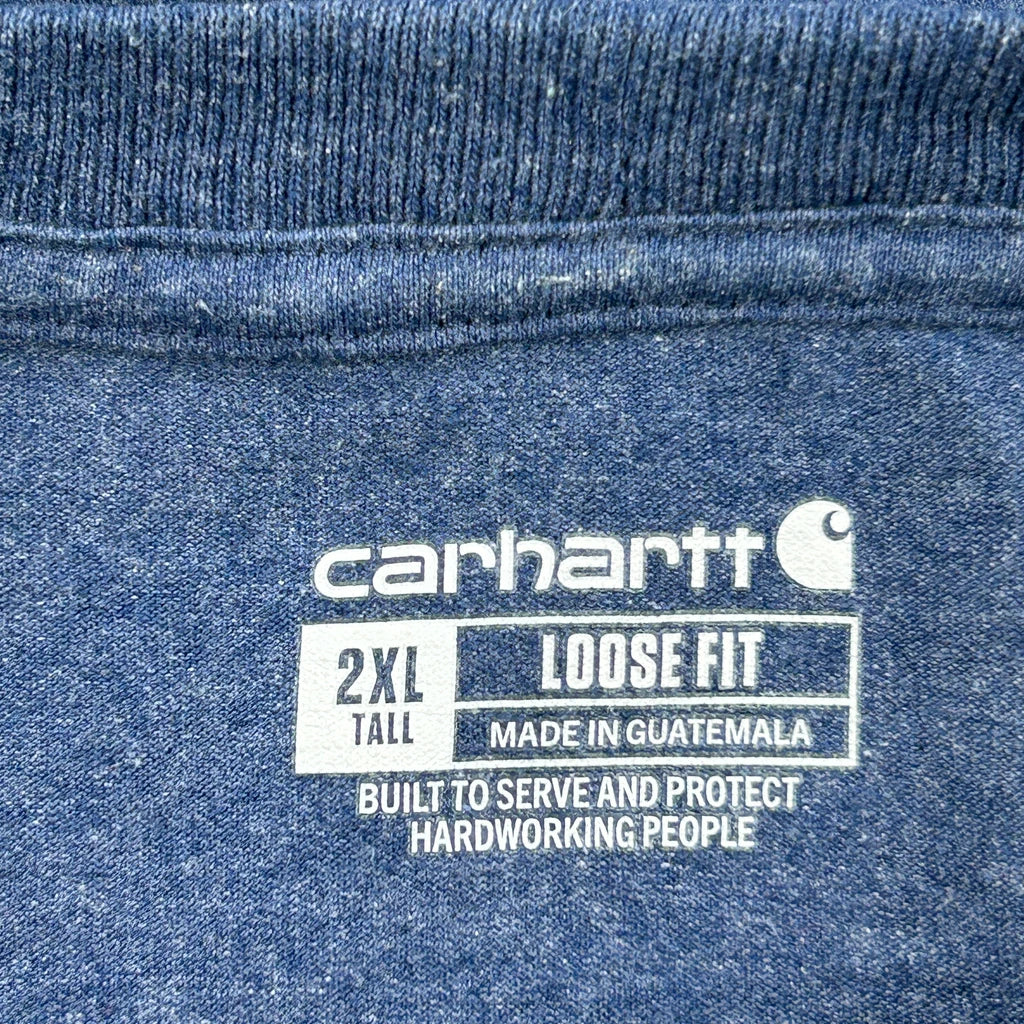 carhartt
2XL
TALL
LOOSE FIT
MADE IN GUATEMALA
BUILT TO SERVE AND PROTECT
HARDWORKING PEOPLE